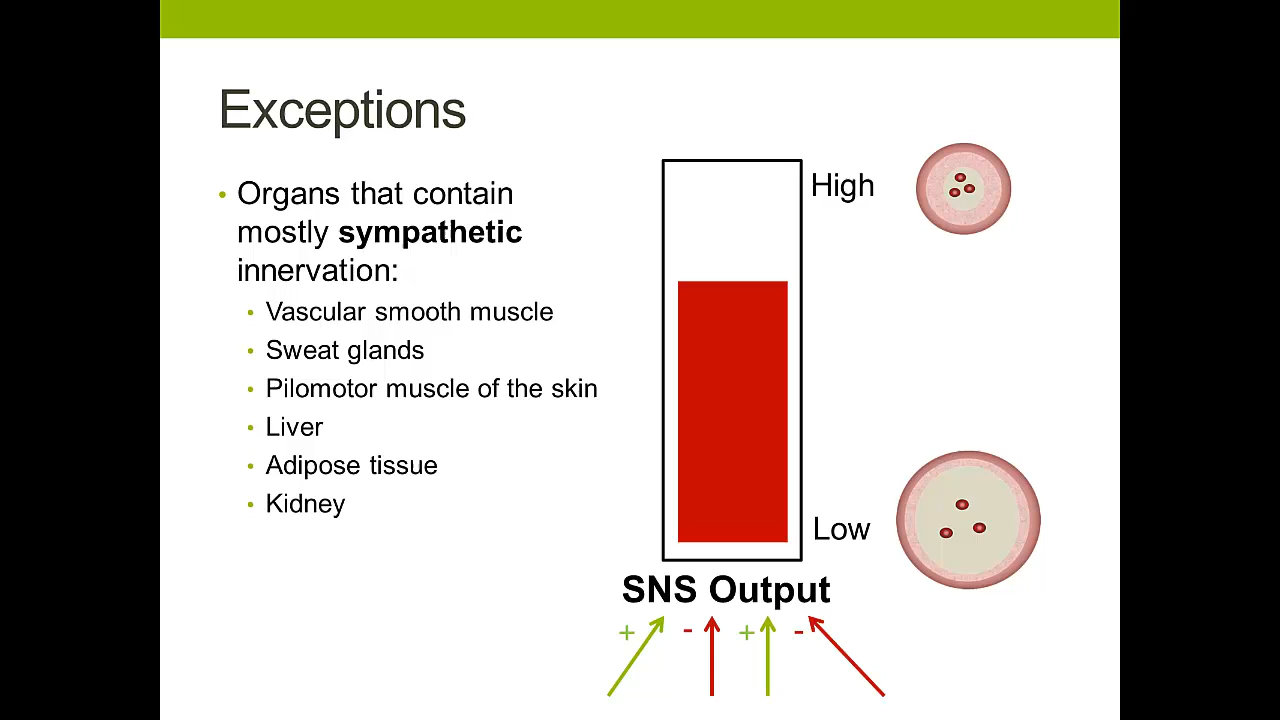 Exceptions
• Organs that contain
mostly sympathetic
innervation:
• Vascular smooth muscle
• Sweat glands
• Pilomotor muscle of the skin
• Liver
• Adipose tissue
• Kidney
High
Low
SNS Output
+ - + -